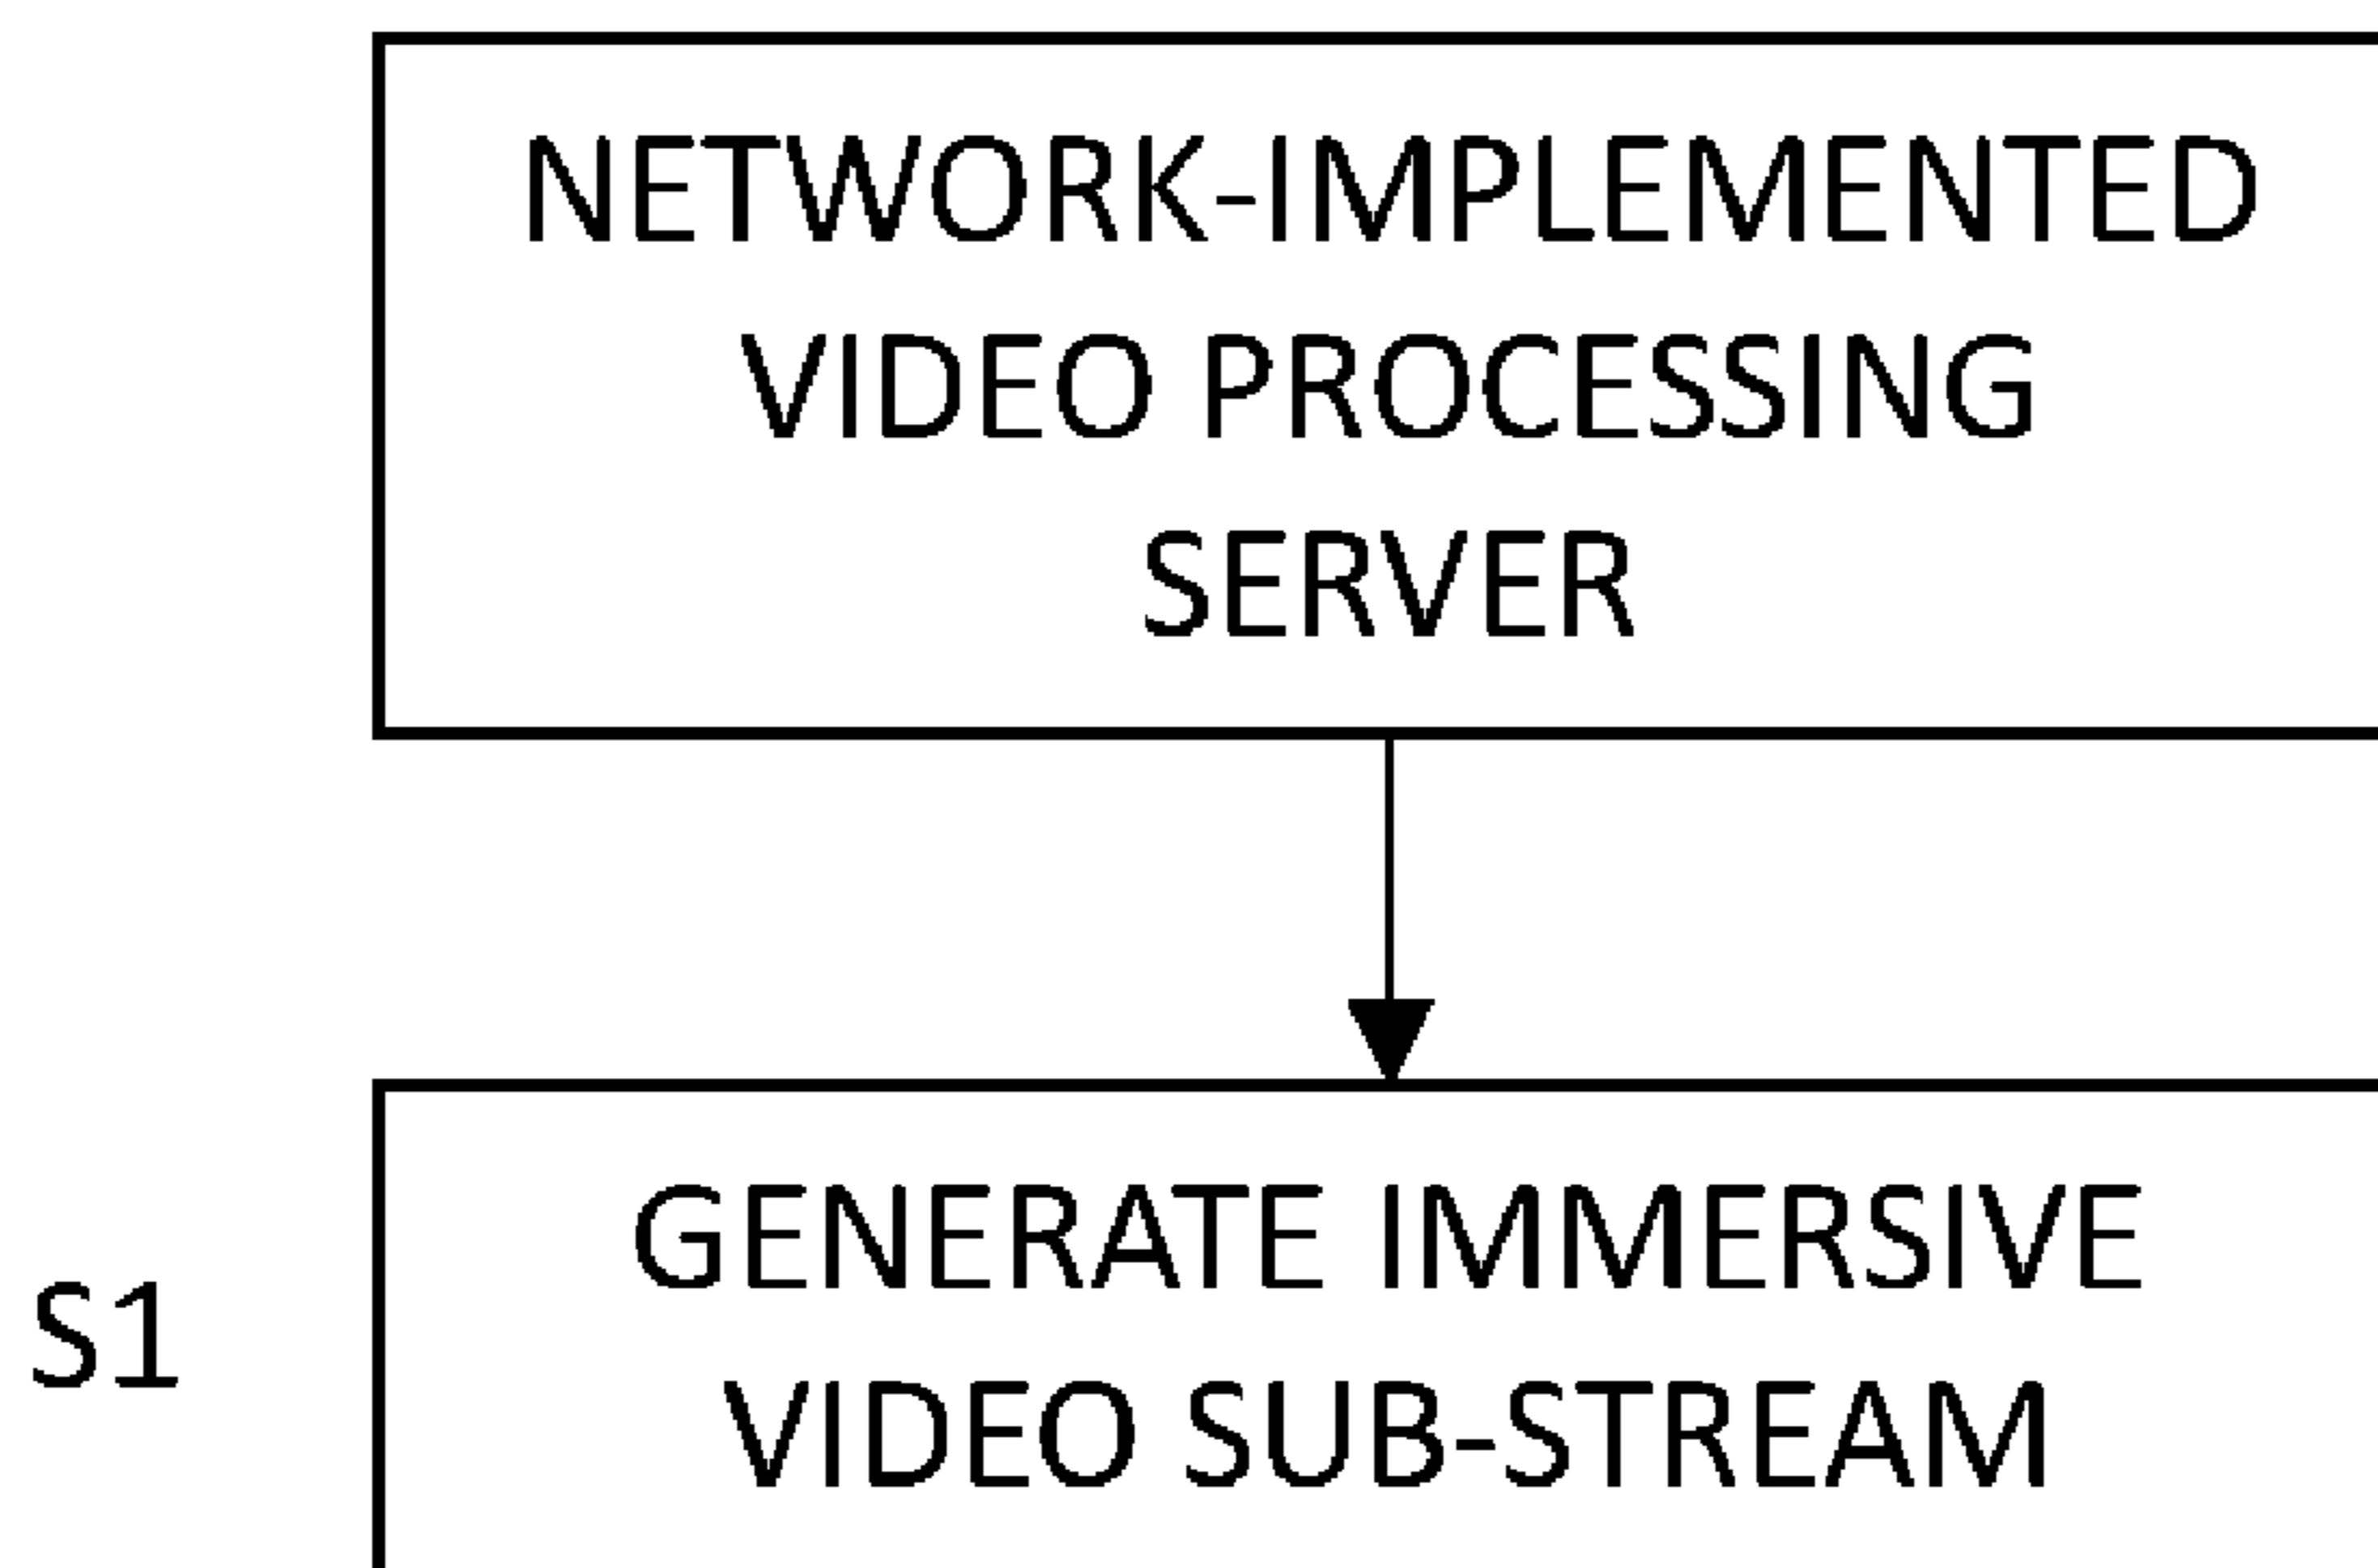 NETWORK-IMPLEMENTED
VIDEO PROCESSING
SERVER
GENERATE IMMERSIVE
S1
VIDEO SUB-STREAM